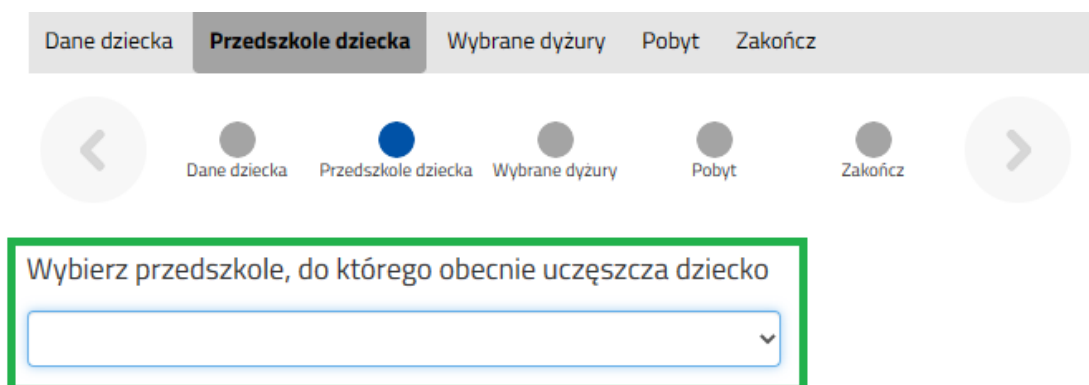 Dane dziecka Przedszkole dziecka Wybrane dyżury Pobyt Zakończ
Dane dziecka Przedszkole dziecka Wybrane dyżury Pobyt Zakończ
Wybierz przedszkole, do którego obecnie uczęszcza dziecko